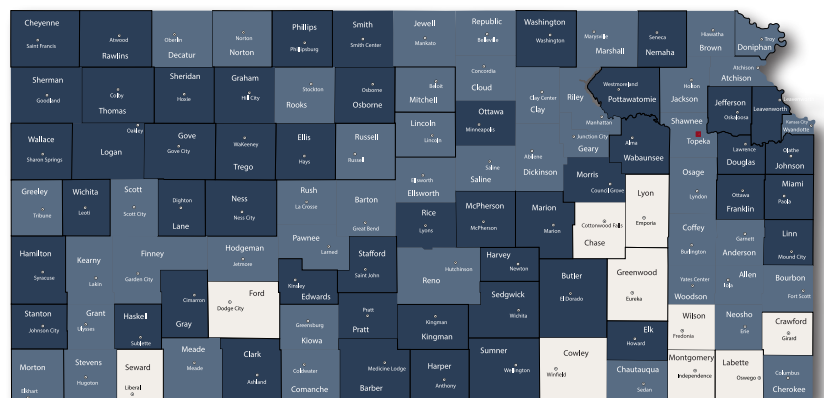 Cheyenne
Saint Francis
Atwood
Rawlins
Oberlin
Decatur
Norton
Norton
Phillips
Phillipsburg
Smith
Smith Center
Jewell
Mankato
Republic
Belleville
Washington
Washington
Marysville
Marshall
Seneca
Nemaha
Hiawatha
Brown
Troy
Doniphan
Sherman
Goodland
Colby
Thomas
Sheridan
Hoxie
Graham
Hill City
Stockton
Rooks
Osborne
Osborne
Beloit
Mitchell
Concordia
Cloud
Clay Center
Clay
Riley
Manhattan
Westmoreland
Pottawatomie
Holton
Jackson
Atchison
Atchison
Jefferson
Oskaloosa
Leavenworth
Kansas City
Wyandotte
Wallace
Sharon Springs
Oakley
Logan
Gove
Gove City
WaKeeney
Trego
Ellis
Hays
Russell
Russell
Lincoln
Lincoln
Ottawa
Minneapolis
Saline
Saline
Abilene
Dickinson
Junction City
Geary
Alma
Wabaunsee
Shawnee
Topeka
Lawrence
Douglas
Olathe
Johnson
Greeley
Tribune
Wichita
Leoti
Scott
Scott City
Dighton
Lane
Ness
Ness City
Rush
La Crosse
Barton
Great Bend
Ellsworth
Ellsworth
Rice
Lyons
McPherson
McPherson
Marion
Marion
Morris
Council Grove
Cottonwood Falls
Chase
Lyon
Emporia
Osage
Lyndon
Ottawa
Franklin
Miami
Paola
Hamilton
Syracuse
Kearny
Lakin
Finney
Garden City
Hodgeman
Jetmore
Pawnee
Larned
Stafford
Saint John
Kinsley
Edwards
Reno
Hutchinson
Harvey
Newton
Sedgwick
Wichita
Butler
El Dorado
Greenwood
Eureka
Coffey
Burlington
Garnett
Anderson
Linn
Mound City
Stanton
Johnson City
Grant
Ulysses
Haskell
Sublette
Cimarron
Gray
Ford
Dodge City
Greensburg
Kiowa
Pratt
Pratt
Kingman
Kingman
Yates Center
Woodson
Allen
Iola
Bourbon
Fort Scott
Morton
Elkhart
Stevens
Hugoton
Seward
Liberal
Meade
Meade
Clark
Ashland
Coldwater
Comanche
Medicine Lodge
Barber
Harper
Anthony
Sumner
Wellington
Cowley
Winfield
Elk
Howard
Chautauqua
Sedan
Wilson
Fredonia
Montgomery
Independence
Neosho
Erie
Labette
Oswego
Crawford
Girard
Columbus
Cherokee